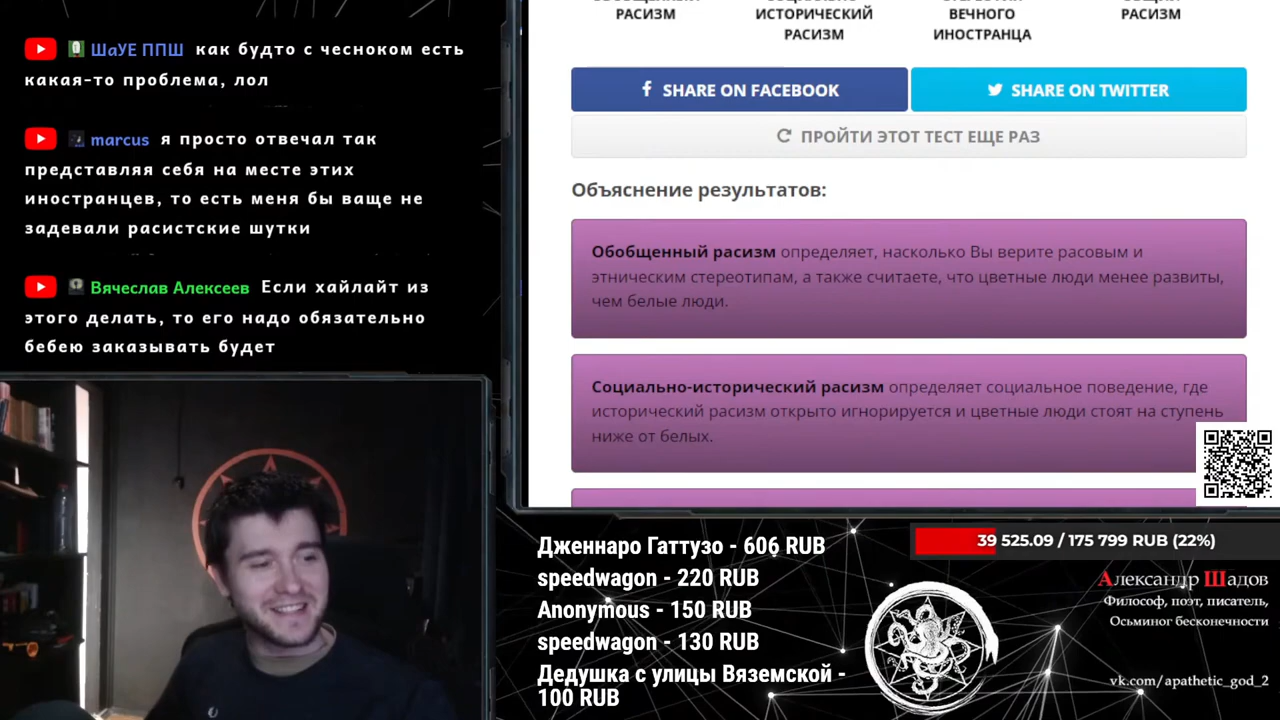 ШаУЕ ППШ как будто с чесноком есть
какая-то проблема, лол
marcus я просто отвечал так
представляя себя на месте этих
иностранцев, то есть меня бы ваще не
задевали расистские шутки
Вячеслав Алексеев Если хайлайт из
этого делать, то его надо обязательно
бебею заказывать будет
РАСИЗМ
ИСТОРИЧЕСКИЙ
РАСИЗМ
ВЕЧНОГО
ИНОСТРАНЦА
РАСИЗМ
SHARE ON FACEBOOK
SHARE ON TWITTER
ПРОЙТИ ЭТОТ ТЕСТ ЕЩЕ РАЗ
Объяснение результатов:
Обобщенный расизм определяет, насколько Вы верите расовым и
этническим стереотипам, а также считаете, что цветные люди менее развиты,
чем белые люди.
Социально-исторический расизм определяет социальное поведение, где
исторический расизм открыто игнорируется и цветные люди стоят на ступень
ниже от белых.
Дженнаро Гаттузо - 606 RUB
speedwagon - 220 RUB
Anonymous - 150 RUB
speedwagon - 130 RUB
Дедушка с улицы Вяземской -
100 RUB
39 525.09 / 175 799 RUB (22%)
Александр Шадов
Философ, поэт, писатель,
Осьминог бесконечности
vk.com/apathetic_god_2